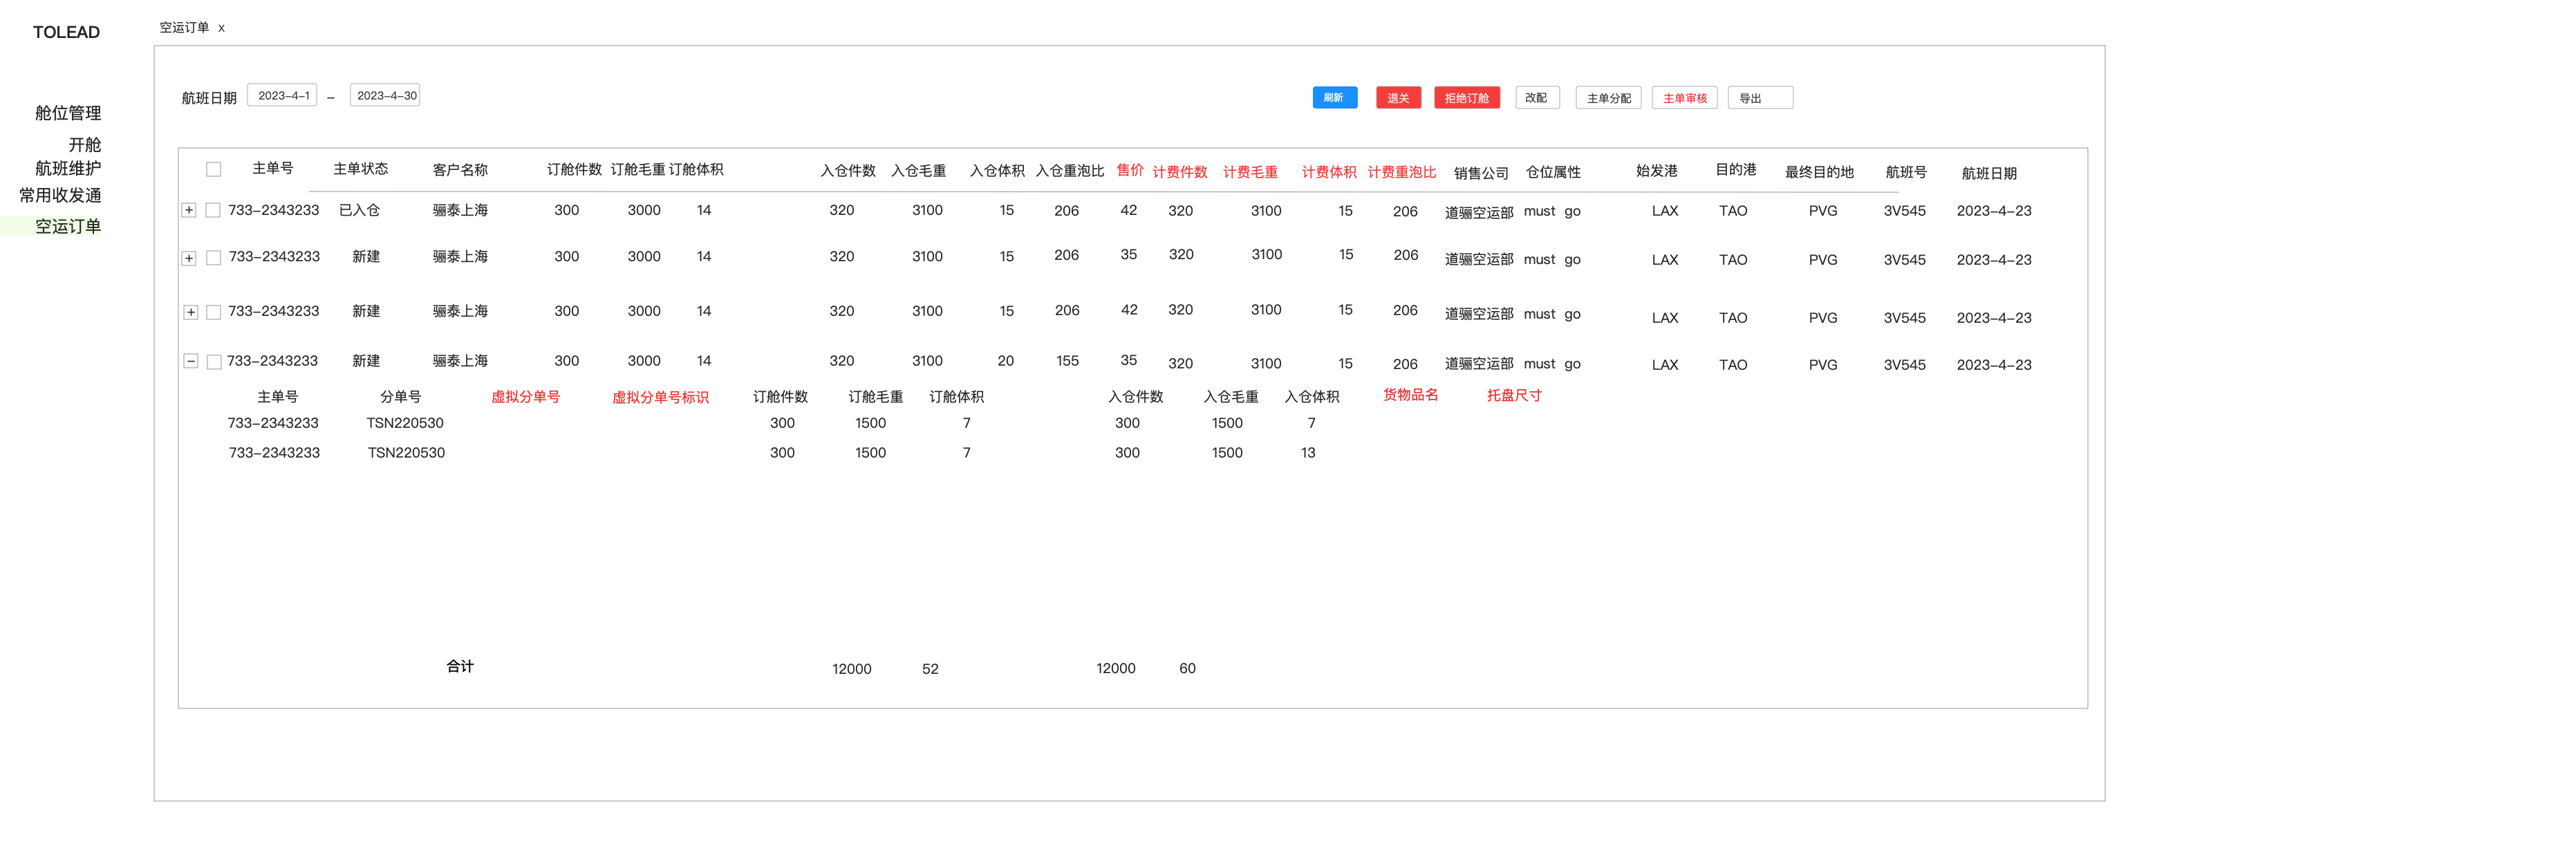 TOLEAD
空运订单 x
舱位管理
开舱
航班维护
常用收发通
空运订单
航班日期 2023-4-1 - 2023-4-30 刷新 退关 拒绝订舱 改配 主单分配 主单审核 导出
主单号 主单状态 客户名称 订舱件数 订舱毛重 订舱体积 入仓件数 入仓毛重 入仓体积 入仓重泡比 售价 计费件数 计费毛重 计费体积 计费重泡比 销售公司 仓位属性 始发港 目的港 最终目的地 航班号 航班日期
+ 733-2343233 已入仓 骊泰上海 300 3000 14 320 3100 15 206 42 320 3100 15 206 道骊空运部 must go LAX TAO PVG 3V545 2023-4-23
+ 733-2343233 新建 骊泰上海 300 3000 14 320 3100 15 206 35 320 3100 15 206 道骊空运部 must go LAX TAO PVG 3V545 2023-4-23
+ 733-2343233 新建 骊泰上海 300 3000 14 320 3100 15 206 42 320 3100 15 206 道骊空运部 must go LAX TAO PVG 3V545 2023-4-23
- 733-2343233 新建 骊泰上海 300 3000 14 320 3100 20 155 35 320 3100 15 206 道骊空运部 must go LAX TAO PVG 3V545 2023-4-23
主单号 分单号 虚拟分单号 虚拟分单号标识 订舱件数 订舱毛重 订舱体积 入仓件数 入仓毛重 入仓体积 货物品名 托盘尺寸
733-2343233 TSN220530 300 1500 7 300 1500 7
733-2343233 TSN220530 300 1500 7 300 1500 13
合计 12000 52 12000 60